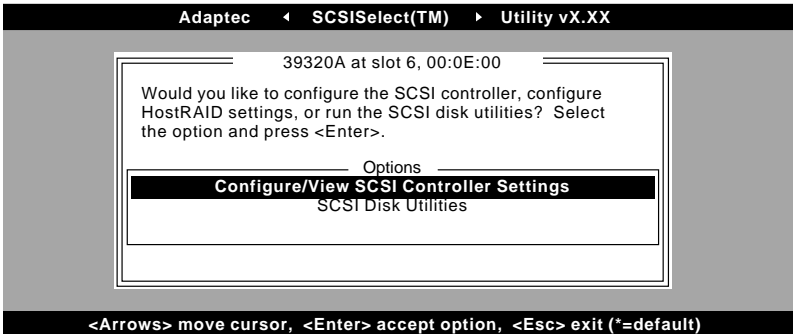 Adaptec ◂ SCSISelect(TM) ▸ Utility vX.XX
39320A at slot 6, 00:0E:00
Would you like to configure the SCSI controller, configure
HostRAID settings, or run the SCSI disk utilities? Select
the option and press <Enter>.
Options
Configure/View SCSI Controller Settings
SCSI Disk Utilities
<Arrows> move cursor, <Enter> accept option, <Esc> exit (*=default)